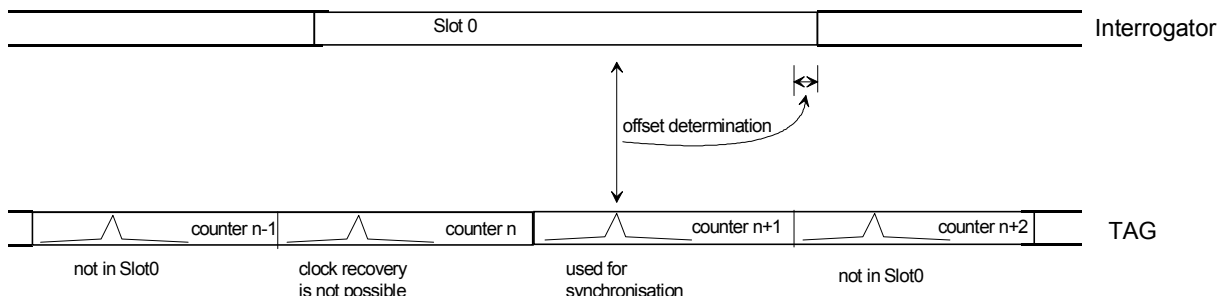 Slot 0
Interrogator
offset determination
counter n-1
counter n
counter n+1
counter n+2
TAG
not in Slot0
clock recovery
is not possible
used for
synchronisation
not in Slot0